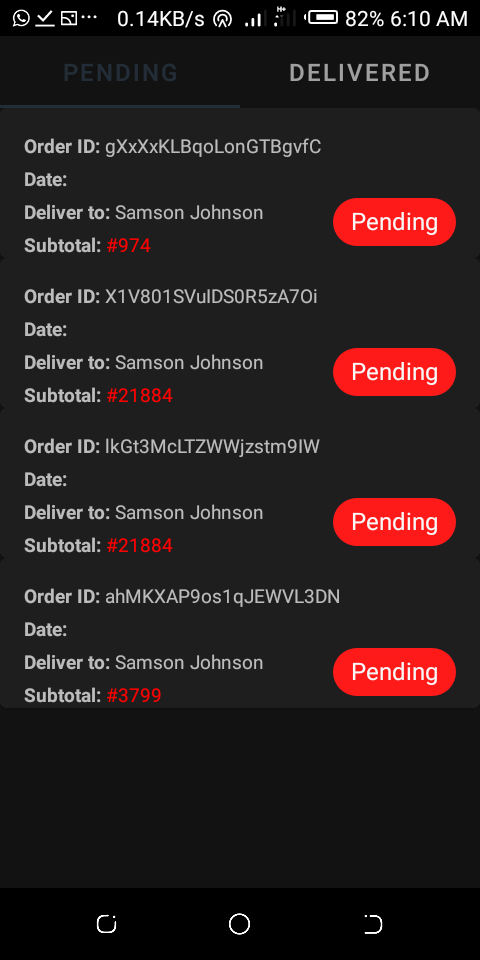 0.14KB/s H+ 82% 6:10 AM
PENDING DELIVERED
Order ID: gXxXxKLBqoLonGTBgvfC
Date:
Deliver to: Samson Johnson
Subtotal: #974
Pending
Order ID: X1V801SVuIDS0R5zA7Oi
Date:
Deliver to: Samson Johnson
Subtotal: #21884
Pending
Order ID: lkGt3McLTZWWjzstm9IW
Date:
Deliver to: Samson Johnson
Subtotal: #21884
Pending
Order ID: ahMKXAP9os1qJEWVL3DN
Date:
Deliver to: Samson Johnson
Subtotal: #3799
Pending